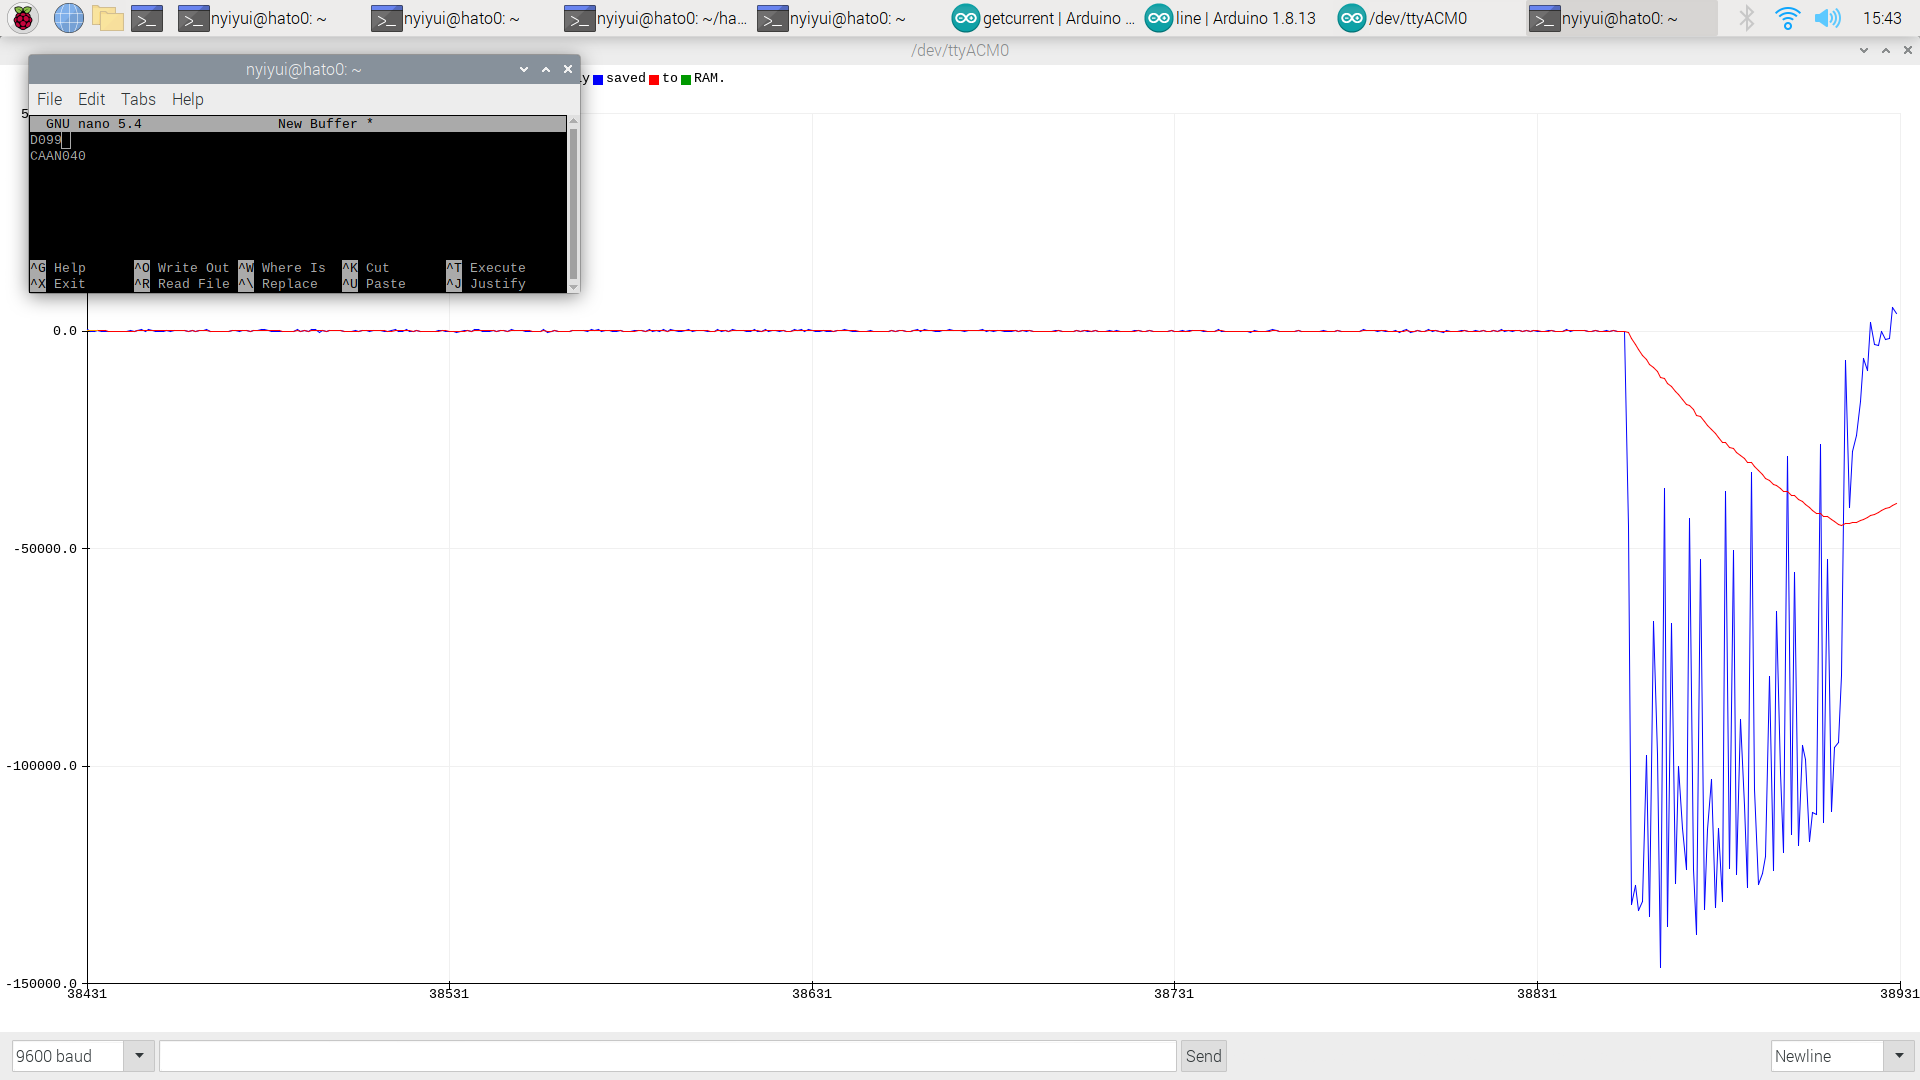 nyiyui@hato0: ~ nyiyui@hato0: ~ nyiyui@hato0: ~/ha... nyiyui@hato0: ~ getcurrent | Arduino ... line | Arduino 1.8.13 /dev/ttyACM0 nyiyui@hato0: ~ 15:43
/dev/ttyACM0
nyiyui@hato0: ~
saved to RAM.
File Edit Tabs Help
GNU nano 5.4 New Buffer *
D099
CAAN040
^G Help ^O Write Out ^W Where Is ^K Cut ^T Execute
^X Exit ^R Read File ^\ Replace ^U Paste ^J Justify
0.0
-50000.0
-100000.0
-150000.0
38431 38531 38631 38731 38831 38931
9600 baud Send Newline